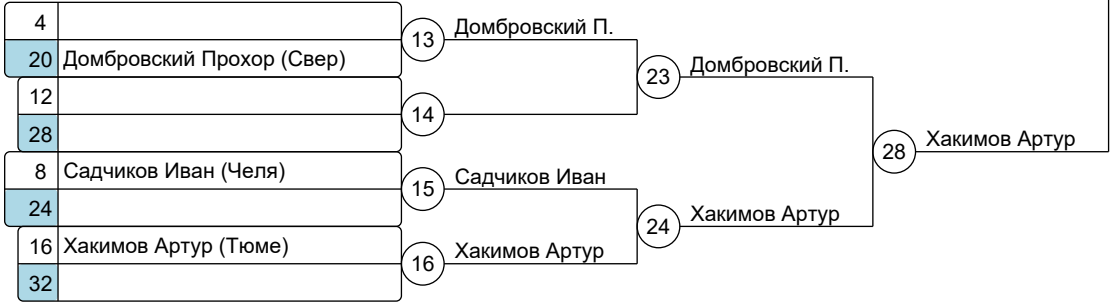 4
13 Домбровский П.
20 Домбровский Прохор (Свер)
23 Домбровский П.
12
14
28
28 Хакимов Артур
8 Садчиков Иван (Челя)
15 Садчиков Иван
24
24 Хакимов Артур
16 Хакимов Артур (Тюме)
16 Хакимов Артур
32